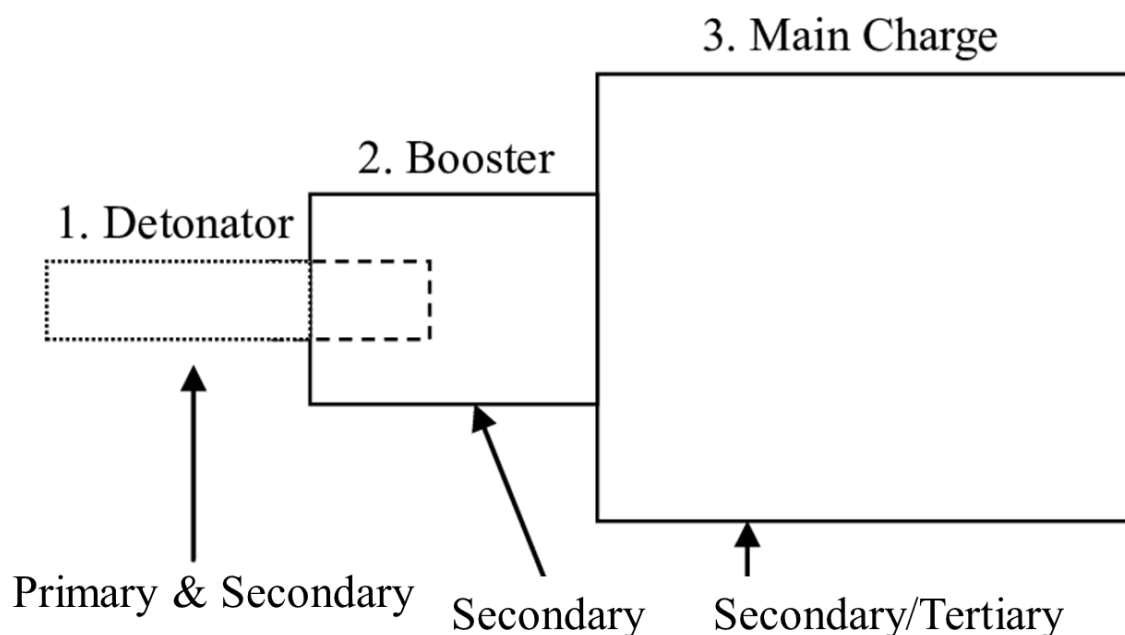 3. Main Charge
2. Booster
1. Detonator
Primary & Secondary
Secondary
Secondary/Tertiary